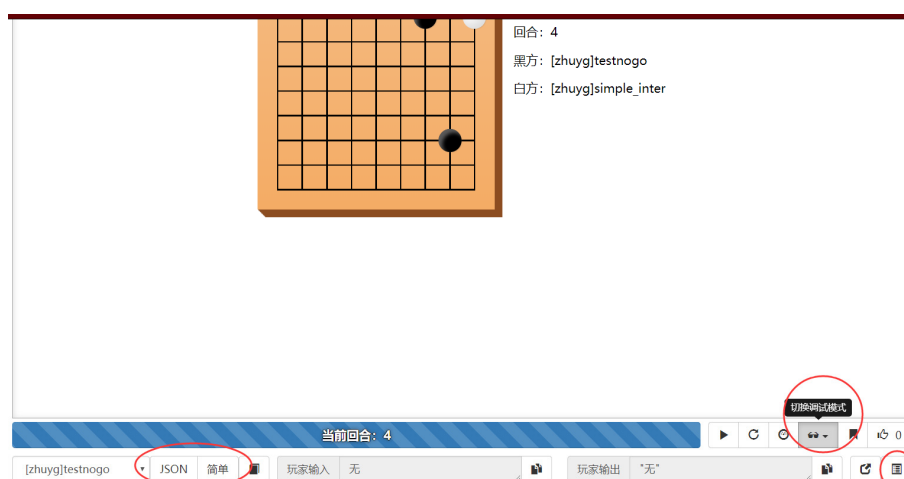 回合：4
黑方：[zhuyg]testnogo
白方：[zhuyg]simple_inter
切换调试模式
当前回合：4
0
[zhuyg]testnogo JSON 简单 玩家输入 无 玩家输出 "无"